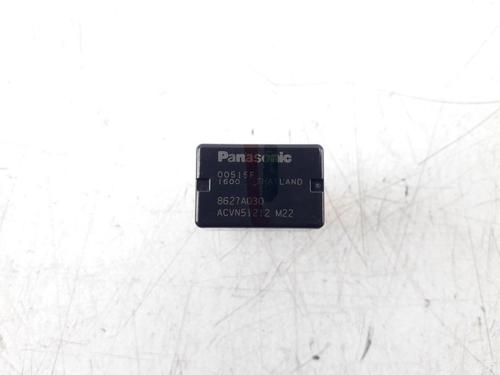 Panasonic
00515F
1600 THAILAND
8627A030
ACVN51212 M22